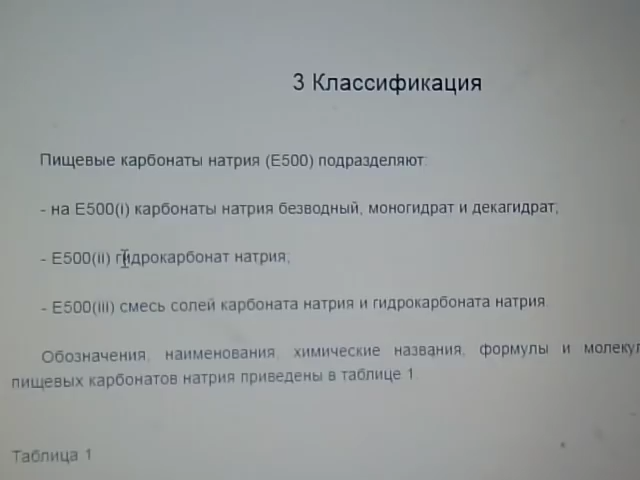 3 Классификация
Пищевые карбонаты натрия (Е500) подразделяют:
- на Е500(i) карбонаты натрия безводный, моногидрат и декагидрат;
- Е500(ii) гидрокарбонат натрия;
- Е500(iii) смесь солей карбоната натрия и гидрокарбоната натрия.
Обозначения, наименования, химические названия, формулы и молекул
пищевых карбонатов натрия приведены в таблице 1.
Таблица 1